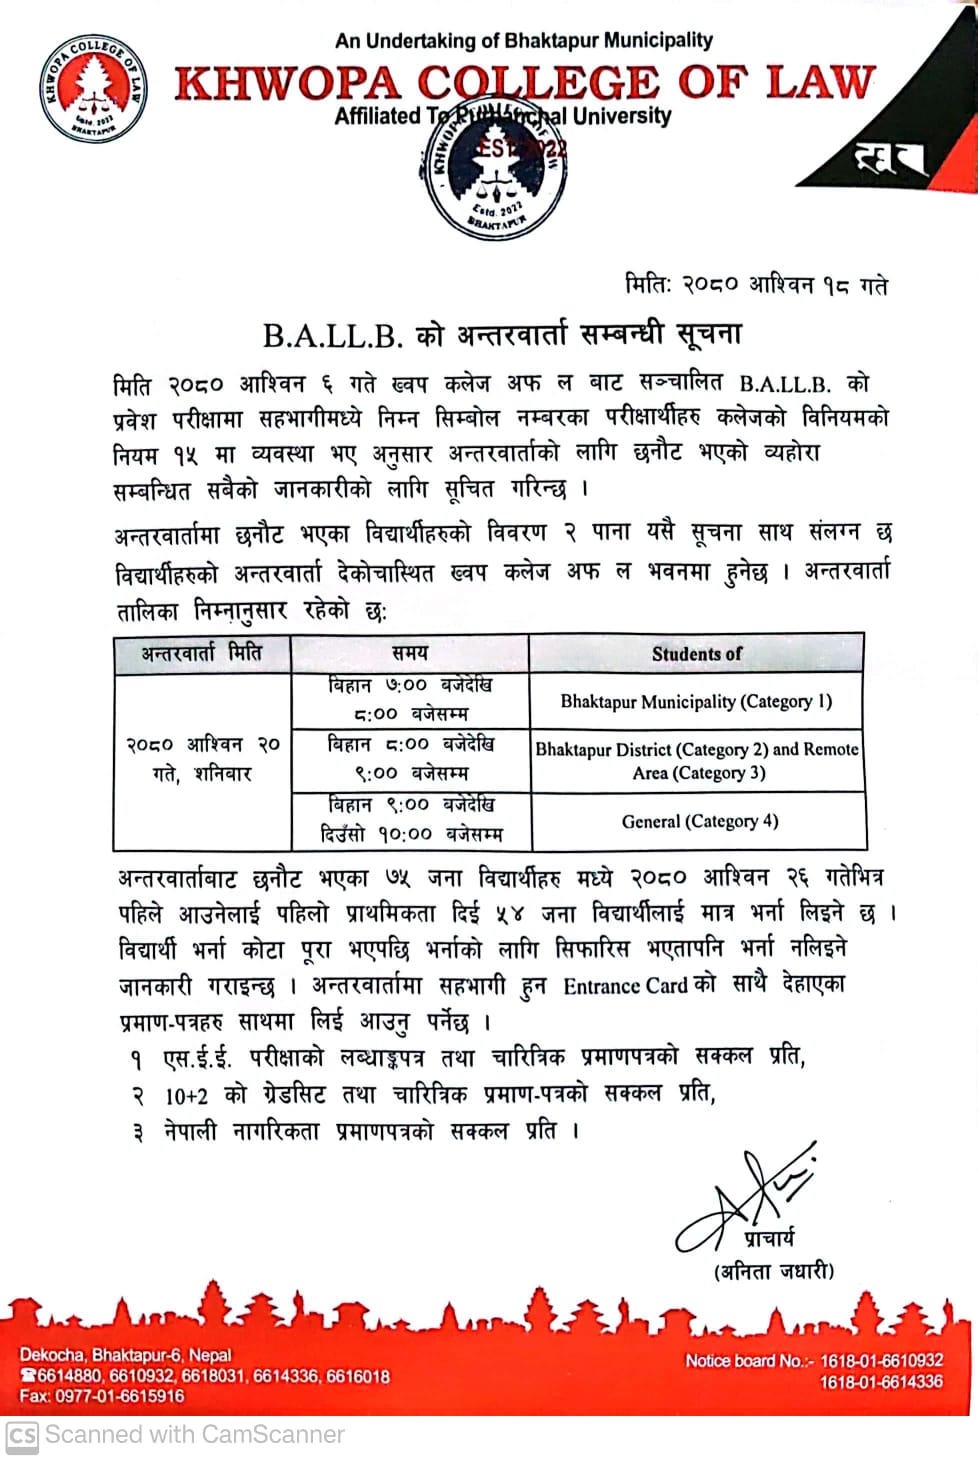 An Undertaking of Bhaktapur Municipality
KHWOPA COLLEGE OF LAW
Affiliated To Purbanchal University
EST. 2022
KHWOPA COLLEGE OF LAW
Estd. 2022
BHAKTAPUR
Estd. 2022
BHAKTAPUR
मितिः २०८० आश्विन १८ गते
B.A.LL.B. को अन्तरवार्ता सम्बन्धी सूचना
मिति २०८० आश्विन ६ गते ख्वप कलेज अफ ल बाट सञ्चालित B.A.LL.B. को
प्रवेश परीक्षामा सहभागीमध्ये निम्न सिम्बोल नम्बरका परीक्षार्थीहरु कलेजको विनियमको
नियम १५ मा व्यवस्था भए अनुसार अन्तरवार्ताको लागि छनौट भएको व्यहोरा
सम्बन्धित सबैको जानकारीको लागि सूचित गरिन्छ ।
अन्तरवार्तामा छनौट भएका विद्यार्थीहरुको विवरण २ पाना यसै सूचना साथ संलग्न छ
विद्यार्थीहरुको अन्तरवार्ता देकोचास्थित ख्वप कलेज अफ ल भवनमा हुनेछ । अन्तरवार्ता
तालिका निम्नानुसार रहेको छः
अन्तरवार्ता मिति समय Students of
२०८० आश्विन २०
गते, शनिबार
बिहान ७:०० बजेदेखि
८:०० बजेसम्म
Bhaktapur Municipality (Category 1)
बिहान ८:०० बजेदेखि
९:०० बजेसम्म
Bhaktapur District (Category 2) and Remote
Area (Category 3)
बिहान ९:०० बजेदेखि
दिउँसो १०:०० बजेसम्म
General (Category 4)
अन्तरवार्ताबाट छनौट भएका ७५ जना विद्यार्थीहरु मध्ये २०८० आश्विन २६ गतेभित्र
पहिले आउनेलाई पहिलो प्राथमिकता दिई ५४ जना विद्यार्थीलाई मात्र भर्ना लिइने छ ।
विद्यार्थी भर्ना कोटा पूरा भएपछि भर्नाको लागि सिफारिस भएतापनि भर्ना नलिइने
जानकारी गराइन्छ । अन्तरवार्तामा सहभागी हुन Entrance Card को साथै देहाएका
प्रमाण-पत्रहरु साथमा लिई आउनु पर्नेछ ।
१ एस.ई.ई. परीक्षाको लब्धाङ्कपत्र तथा चारित्रिक प्रमाणपत्रको सक्कल प्रति,
२ 10+2 को ग्रेडसिट तथा चारित्रिक प्रमाण-पत्रको सक्कल प्रति,
३ नेपाली नागरिकता प्रमाणपत्रको सक्कल प्रति ।
प्राचार्य
(अनिता जधारी)
Dekocha, Bhaktapur-6, Nepal
☎6614880, 6610932, 6618031, 6614336, 6616018
Fax: 0977-01-6615916
Notice board No.:- 1618-01-6610932
1618-01-6614336
CS Scanned with CamScanner